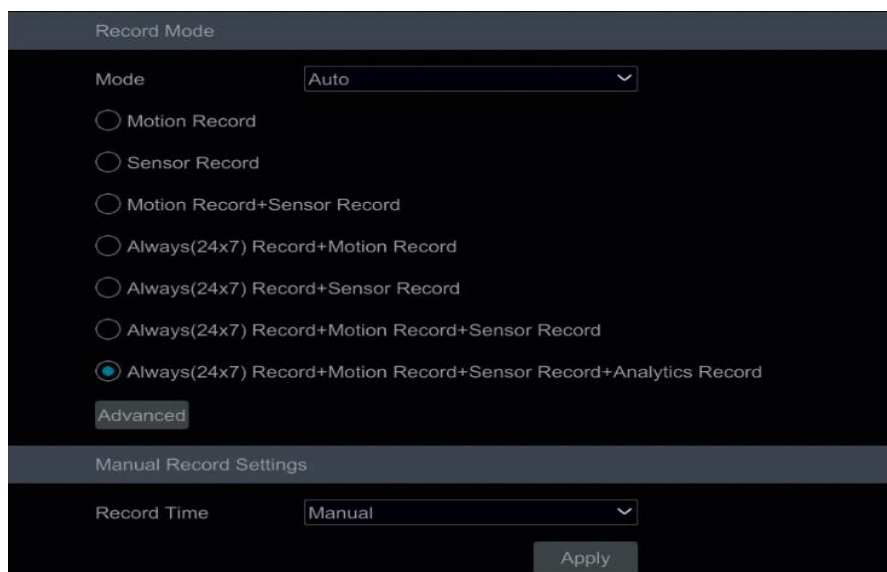 Record Mode
Mode Auto
Motion Record
Sensor Record
Motion Record+Sensor Record
Always(24x7) Record+Motion Record
Always(24x7) Record+Sensor Record
Always(24x7) Record+Motion Record+Sensor Record
Always(24x7) Record+Motion Record+Sensor Record+Analytics Record
Advanced
Manual Record Settings
Record Time Manual
Apply